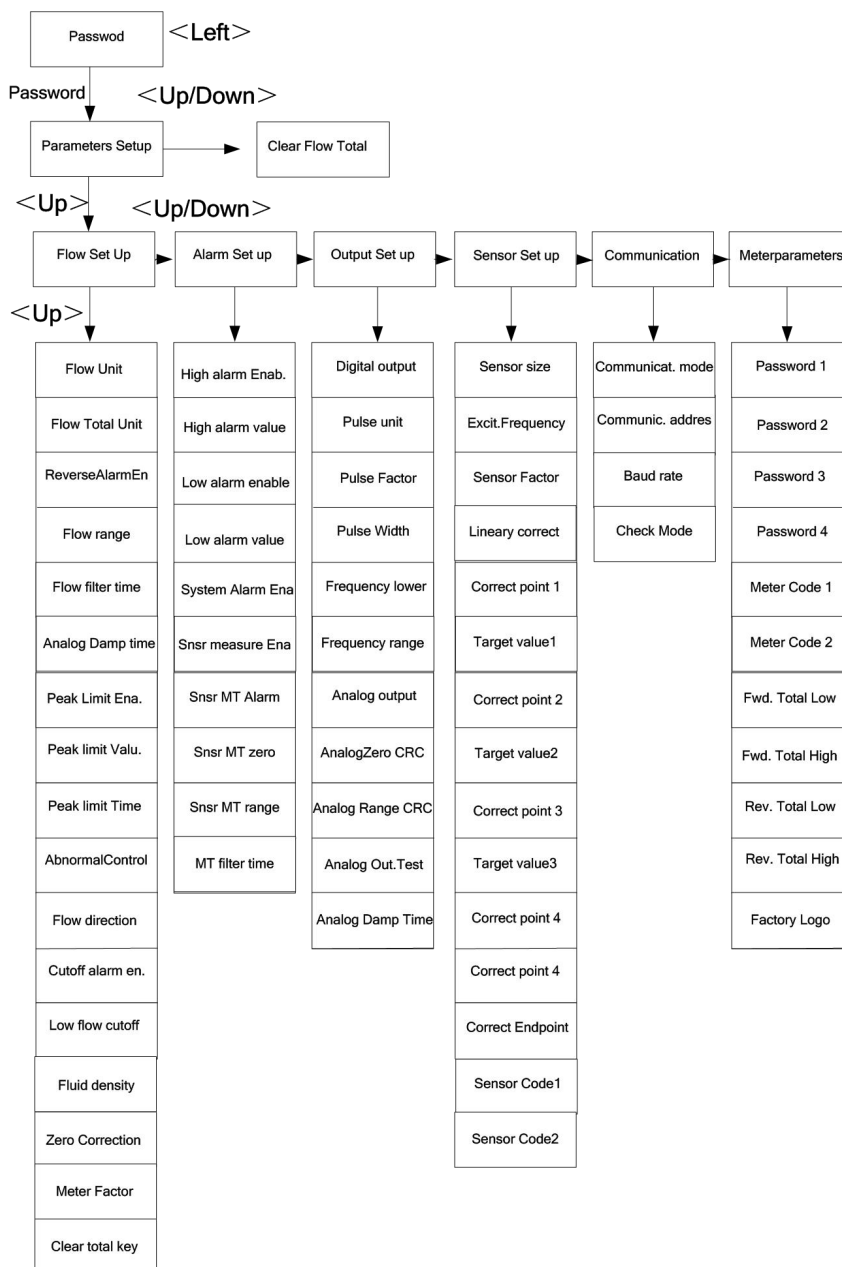 Passwod
<Left>
Password
<Up/Down>
Parameters Setup
Clear Flow Total
<Up>
<Up/Down>
Flow Set Up
Alarm Set up
Output Set up
Sensor Set up
Communication
Meterparameters
<Up>
Flow Unit
Flow Total Unit
ReverseAlarmEn
Flow range
Flow filter time
Analog Damp time
Peak Limit Ena.
Peak limit Valu.
Peak limit Time
AbnormalControl
Flow direction
Cutoff alarm en.
Low flow cutoff
Fluid density
Zero Correction
Meter Factor
Clear total key
High alarm Enab.
High alarm value
Low alarm enable
Low alarm value
System Alarm Ena
Snsr measure Ena
Snsr MT Alarm
Snsr MT zero
Snsr MT range
MT filter time
Digital output
Pulse unit
Pulse Factor
Pulse Width
Frequency lower
Frequency range
Analog output
AnalogZero CRC
Analog Range CRC
Analog Out.Test
Analog Damp Time
Sensor size
Excit.Frequency
Sensor Factor
Lineary correct
Correct point 1
Target value1
Correct point 2
Target value2
Correct point 3
Target value3
Correct point 4
Correct point 4
Correct Endpoint
Sensor Code1
Sensor Code2
Communicat. mode
Communic. addres
Baud rate
Check Mode
Password 1
Password 2
Password 3
Password 4
Meter Code 1
Meter Code 2
Fwd. Total Low
Fwd. Total High
Rev. Total Low
Rev. Total High
Factory Logo